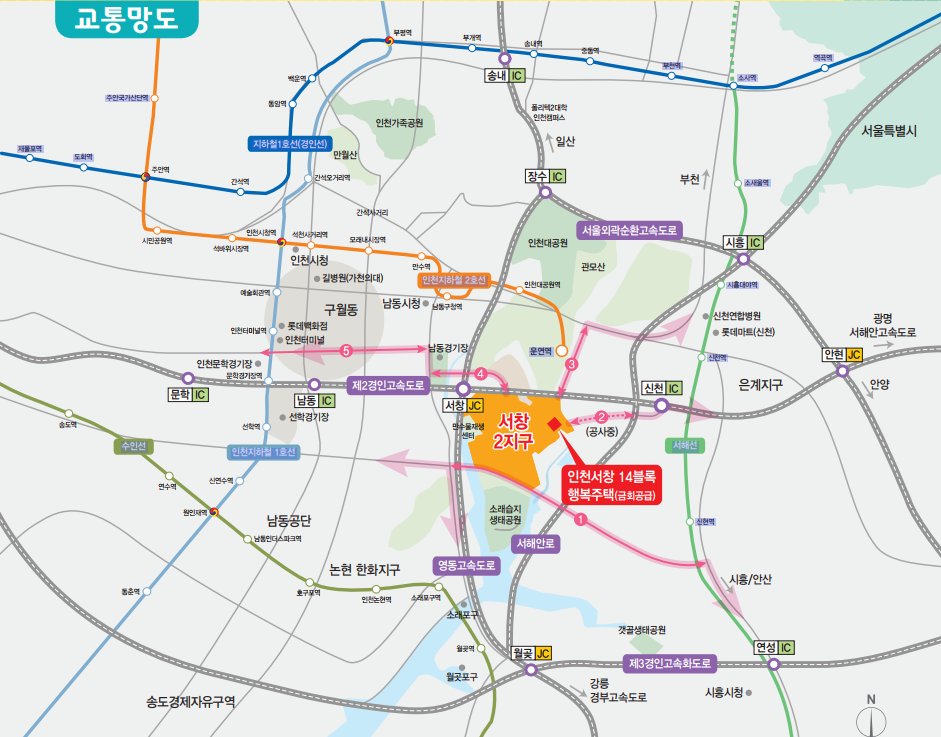 교통망도
부평역
부개역
송내역
중동역
부천역
소사역
역곡역
송내 IC
백운역
동암역
주안국가산단역
인천가족공원
폴리텍2대학
인천캠퍼스
일산
서울특별시
지하철1호선(경인선)
만월산
제물포역
도화역
주안역
간석역
간석오거리역
장수 IC
부천
소새울역
간석사거리
시민공원역
석바위시장역
인천시청역
석천사거리역
모래내시장역
만수역
인천시청
인천대공원
서울외곽순환고속도로
시흥 IC
관모산
길병원(가천의대)
인천지하철 2호선
인천대공원역
시흥대야역
예술회관역
구월동
남동시청
남동구청역
신천연합병원
롯데마트(신천)
광명
서해안고속도로
롯데백화점
인천터미널역
인천터미널
인천문학경기장
문학경기장역
5
남동경기장
운연역
신천역
안현 JC
3
4
문학 IC
남동 IC
제2경인고속도로
신천 IC
은계지구
안양
서창 JC
송도역
선학역
선학경기장
만수물재생
센터
서창
2지구
2
(공사중)
수인선
인천지하철 1호선
서해선
인천서창 14블록
행복주택(금회공급)
연수역
신연수역
원인재역
남동공단
남동인더스파크역
소래습지
생태공원
1
신현역
서해안로
논현 한화지구
영동고속도로
시흥/안산
동춘역
호구포역
인천논현역
소래포구역
소래포구
갯골생태공원
월곶역
월곶 JC
연성 IC
월곶포구
제3경인고속화도로
강릉
경부고속도로
시흥시청
송도경제자유구역
N